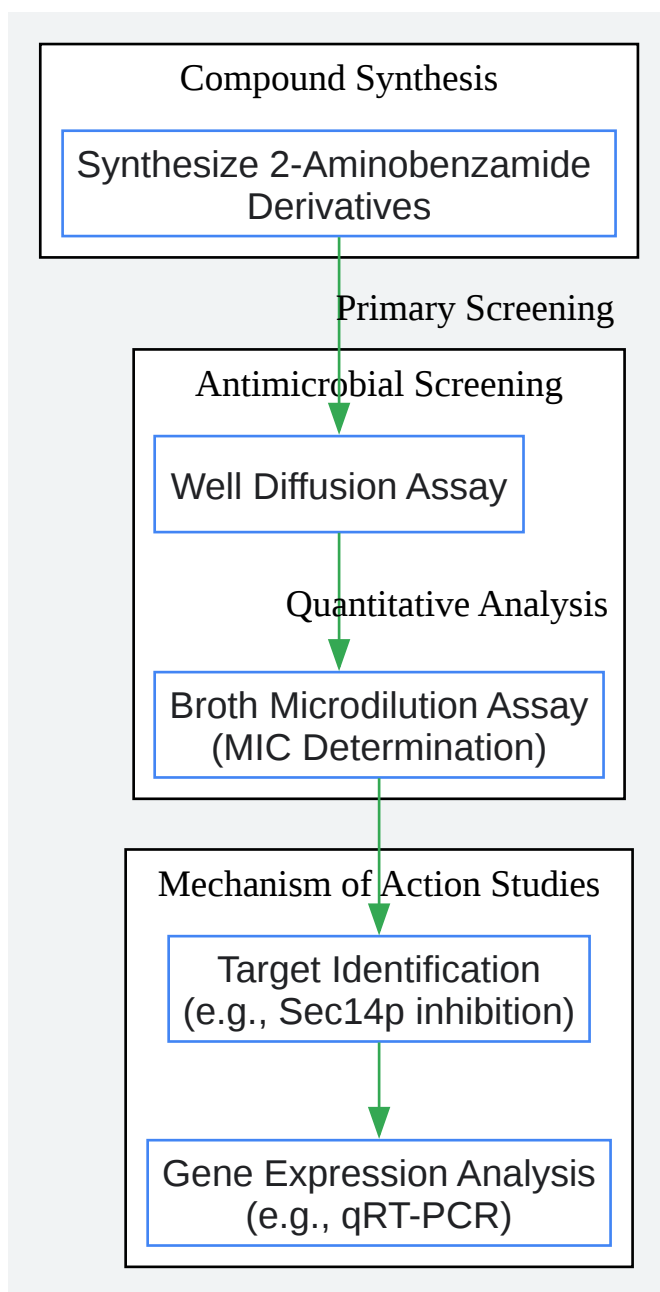 Compound Synthesis
Synthesize 2-Aminobenzamide
Derivatives
Primary Screening
Antimicrobial Screening
Well Diffusion Assay
Quantitative Analysis
Broth Microdilution Assay
(MIC Determination)
Mechanism of Action Studies
Target Identification
(e.g., Sec14p inhibition)
Gene Expression Analysis
(e.g., qRT-PCR)